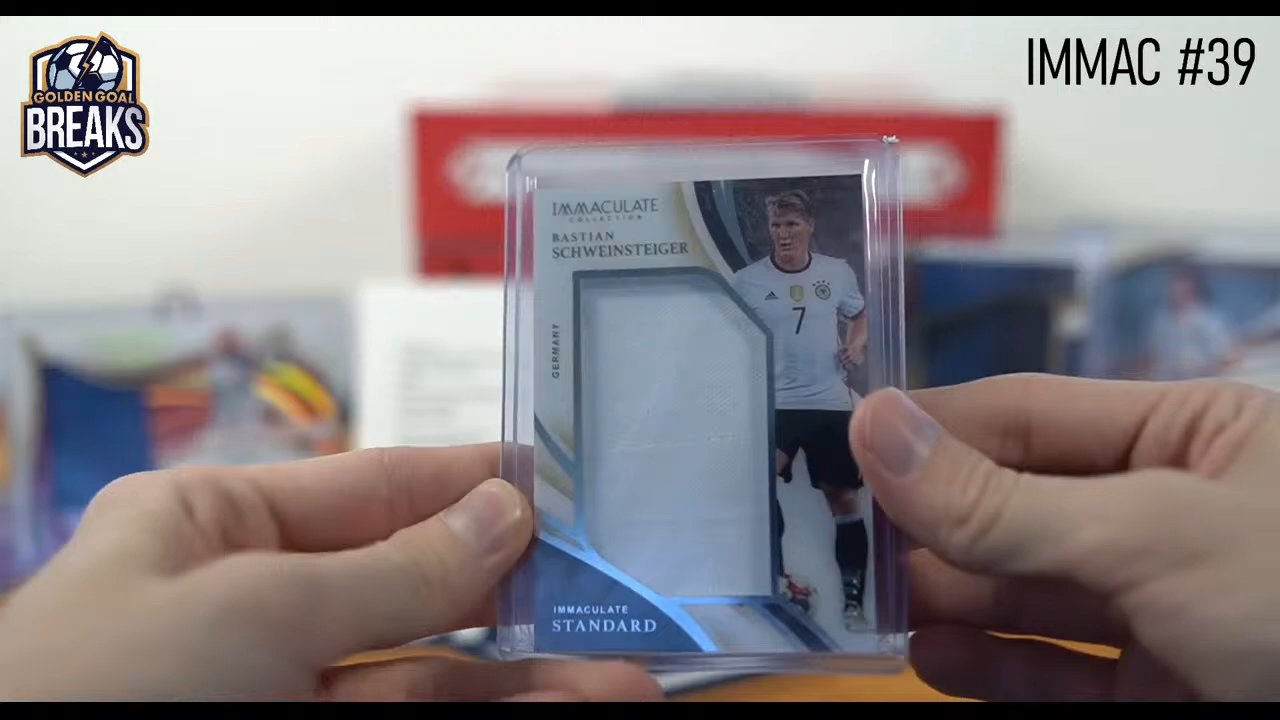 GOLDEN GOAL
BREAKS
IMMAC #39
IMMACULATE
COLLECTION
BASTIAN
SCHWEINSTEIGER
GERMANY
7
IMMACULATE
STANDARD